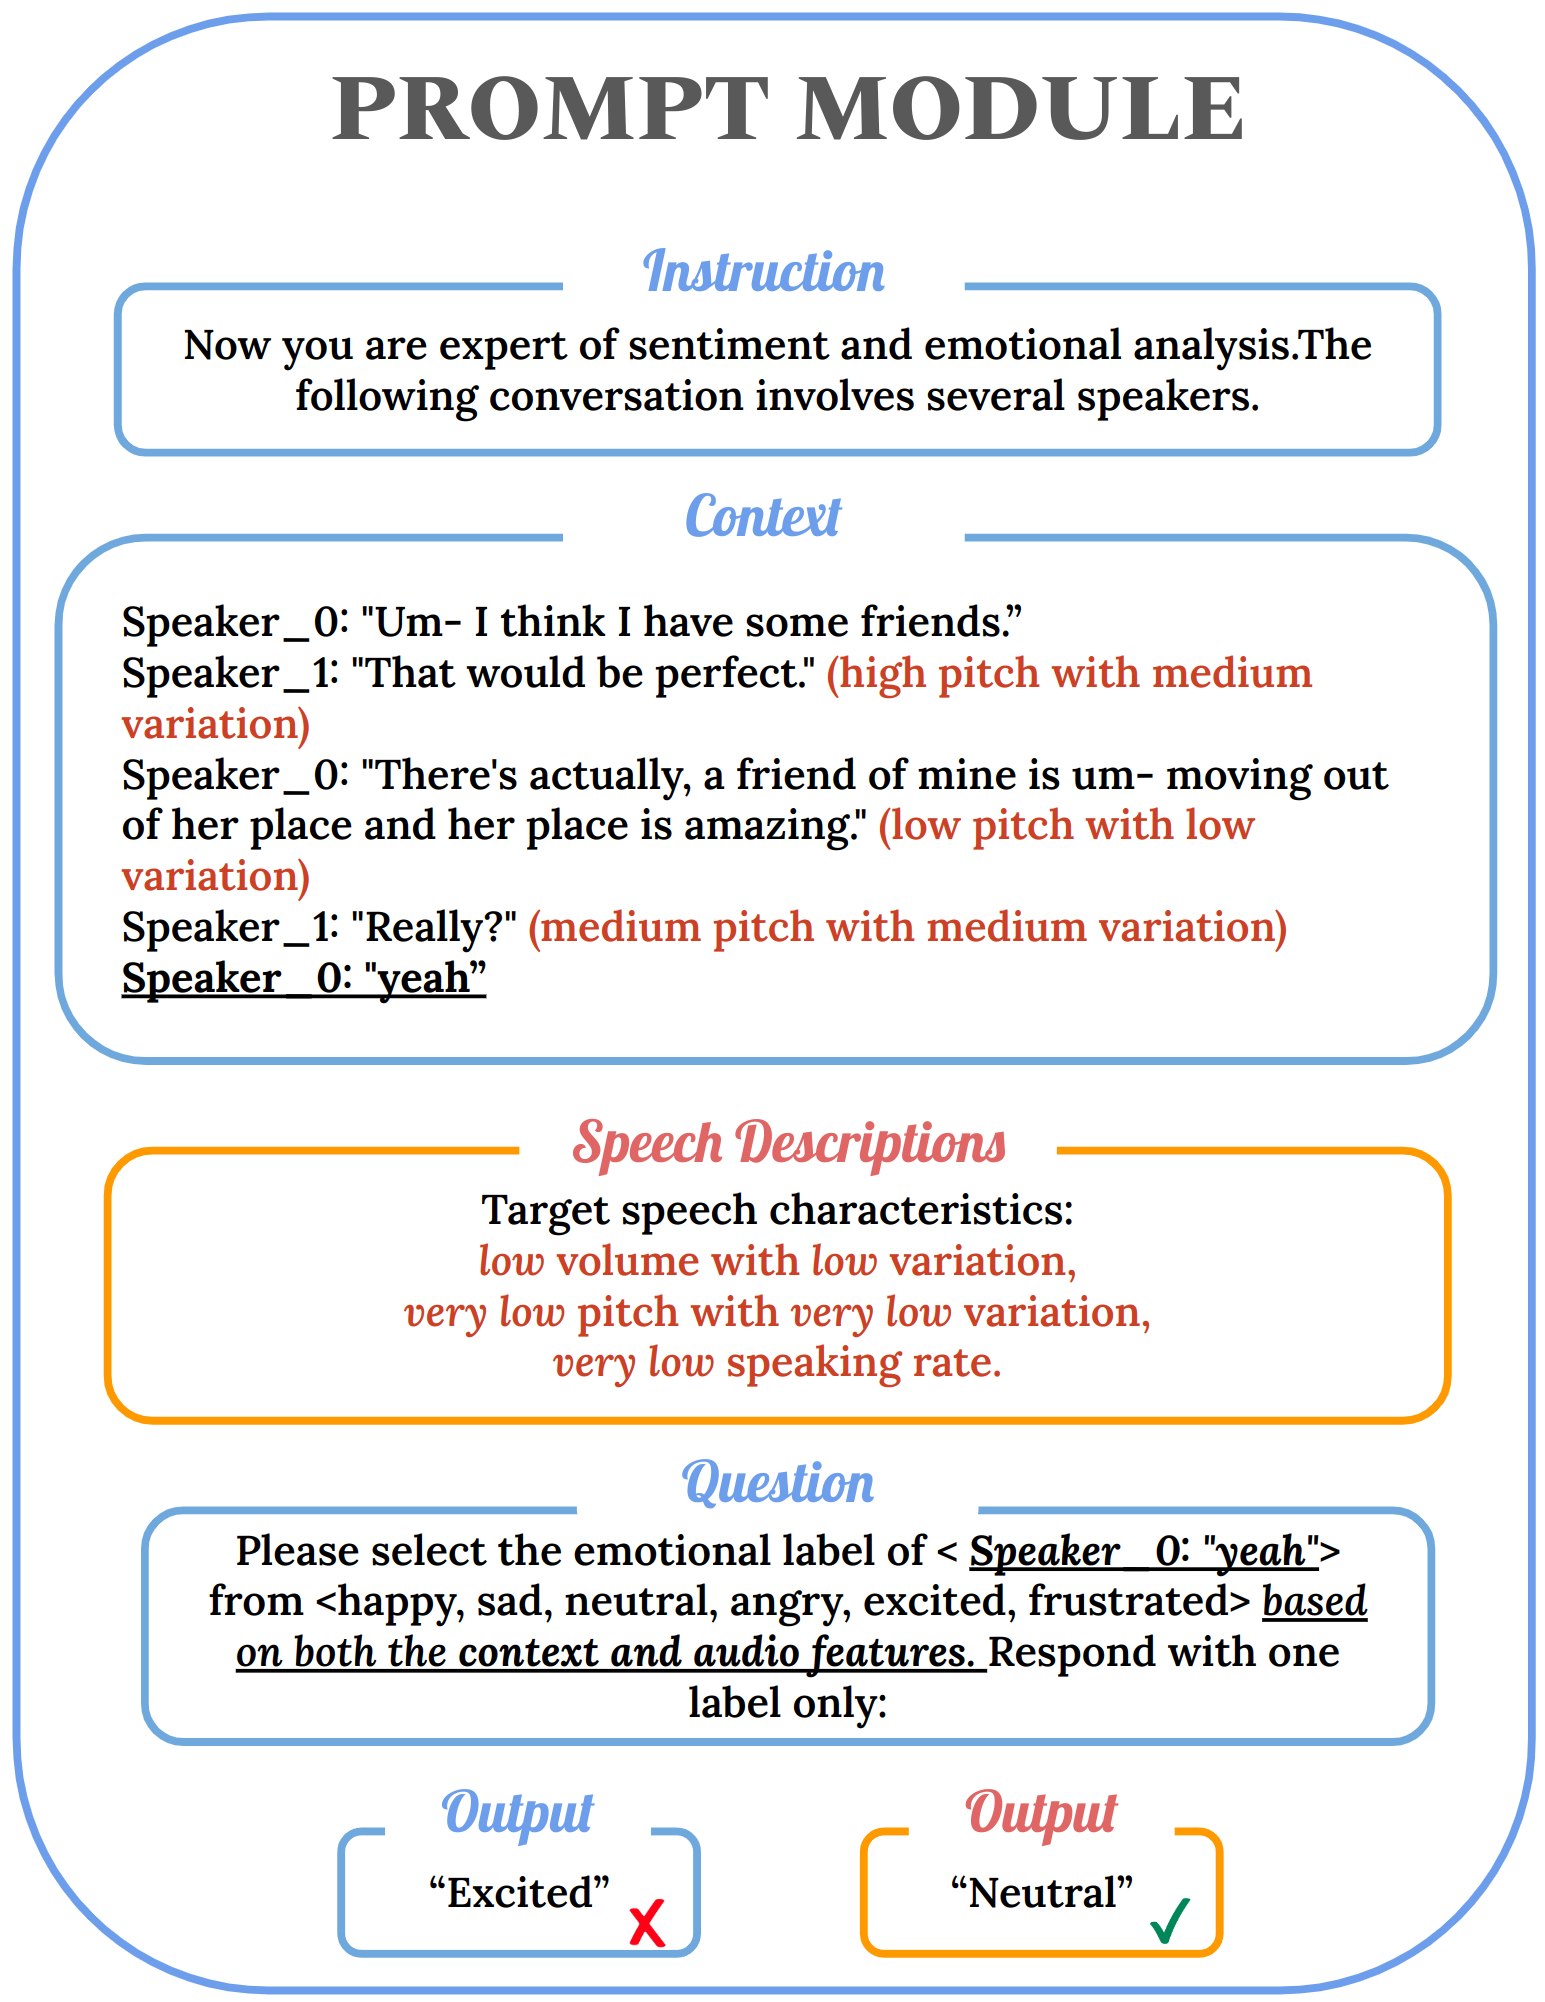 PROMPT MODULE
Instruction
Now you are expert of sentiment and emotional analysis.The
following conversation involves several speakers.
Context
Speaker_0: "Um- I think I have some friends.”
Speaker_1: "That would be perfect." (high pitch with medium
variation)
Speaker_0: "There's actually, a friend of mine is um- moving out
of her place and her place is amazing." (low pitch with low
variation)
Speaker_1: "Really?" (medium pitch with medium variation)
Speaker_0: "yeah”
Speech Descriptions
Target speech characteristics:
low volume with low variation,
very low pitch with very low variation,
very low speaking rate.
Question
Please select the emotional label of < Speaker_0: "yeah">
from <happy, sad, neutral, angry, excited, frustrated> based
on both the context and audio features. Respond with one
label only:
Output
“Excited”
Output
“Neutral”